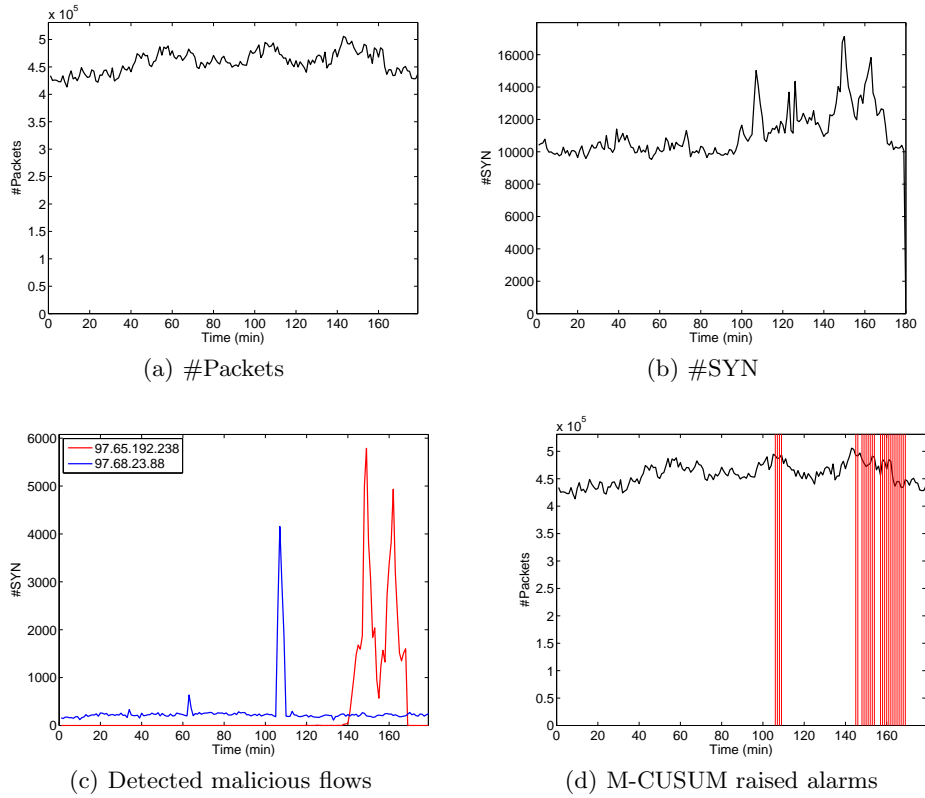 x 10⁵
5
4.5
4
3.5
3
2.5
2
1.5
1
0.5
0
#Packets
0 20 40 60 80 100 120 140 160
Time (min)
(a) #Packets
16000
14000
12000
10000
8000
6000
4000
2000
0
#SYN
0 20 40 60 80 100 120 140 160 180
Time (min)
(b) #SYN
6000
5000
4000
3000
2000
1000
0
#SYN
97.65.192.238
97.68.23.88
0 20 40 60 80 100 120 140 160
Time (min)
(c) Detected malicious flows
x 10⁵
5
4.5
4
3.5
3
2.5
2
1.5
1
0.5
0
#Packets
0 20 40 60 80 100 120 140 160
Time (min)
(d) M-CUSUM raised alarms